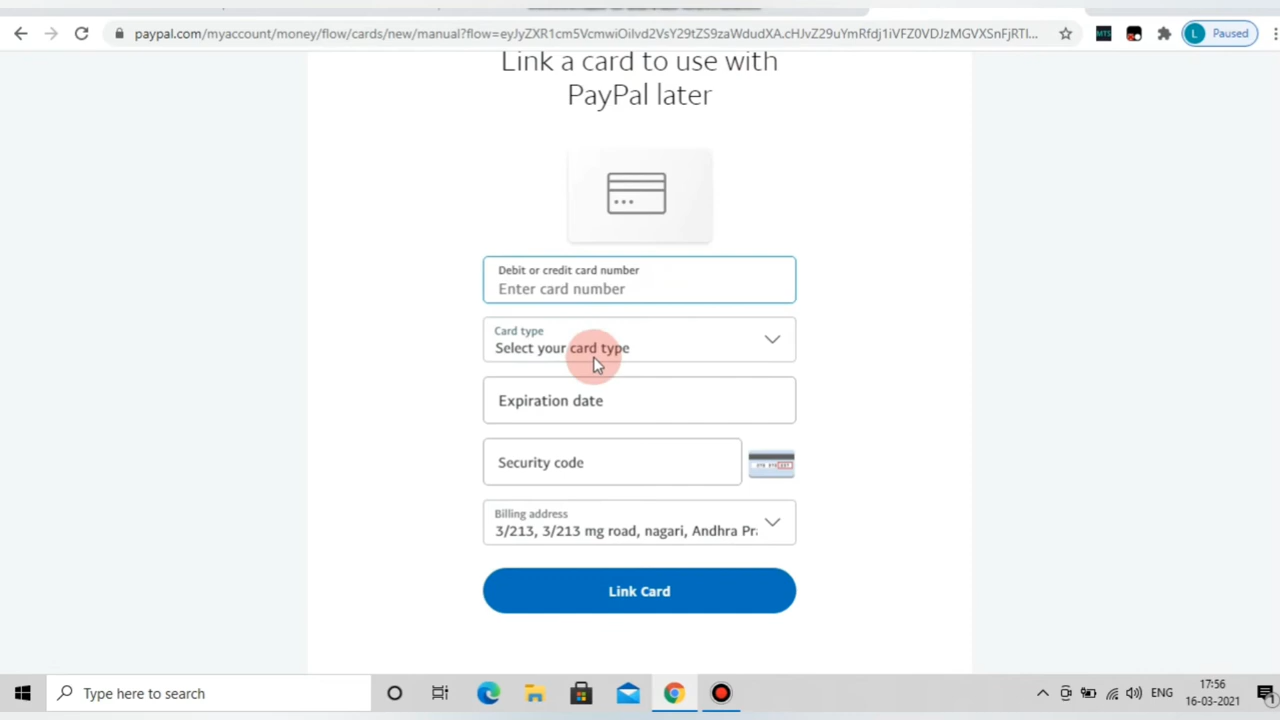 paypal.com/myaccount/money/flow/cards/new/manual?flow=eyJyZXR1cm5VcmwiOiIvd2VsY29tZS9zaWdudXA.cHJvZ29uYmRfdj1iVFZ0VDJzMGVXSnFjRTI...
MTS
L Paused
Link a card to use with
PayPal later
Debit or credit card number
Enter card number
Card type
Select your card type
Expiration date
Security code
Billing address
3/213, 3/213 mg road, nagari, Andhra Pr
Link Card
Type here to search
ENG
17:56
16-03-2021